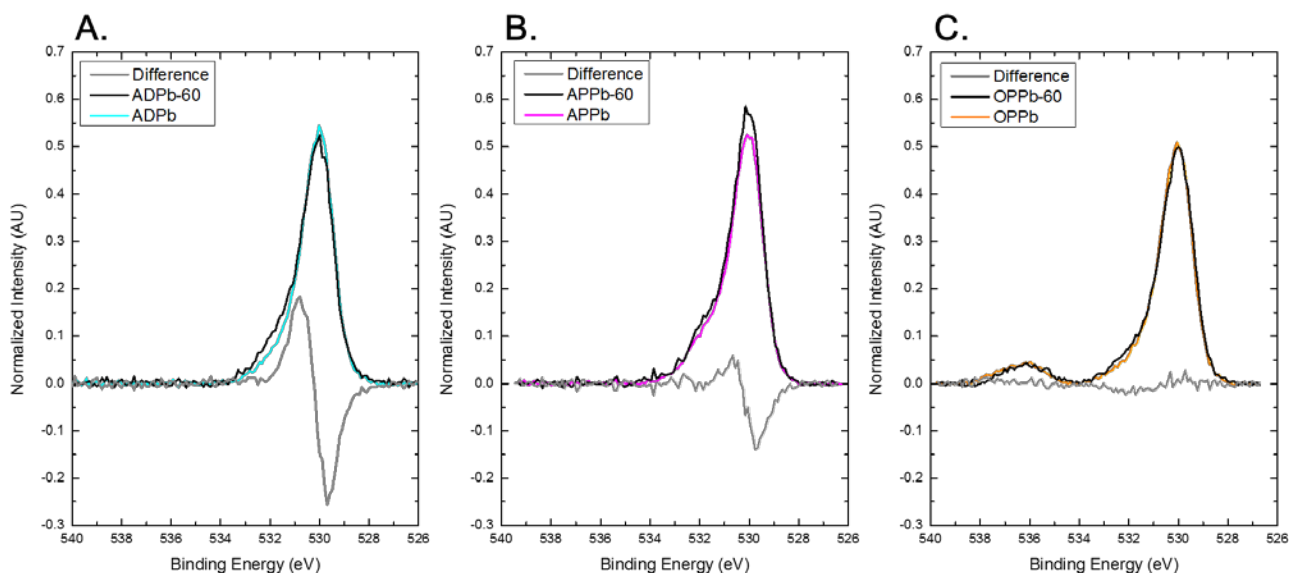 A.
0.7
0.6
0.5
0.4
0.3
0.2
0.1
0.0
-0.1
-0.2
-0.3
Normalized Intensity (AU)
Difference
ADPb-60
ADPb
540 538 536 534 532 530 528 526
Binding Energy (eV)
B.
0.7
0.6
0.5
0.4
0.3
0.2
0.1
0.0
-0.1
-0.2
-0.3
Normalized Intensity (AU)
Difference
APPb-60
APPb
540 538 536 534 532 530 528 526
Binding Energy (eV)
C.
0.7
0.6
0.5
0.4
0.3
0.2
0.1
0.0
-0.1
-0.2
-0.3
Normalized Intensity (AU)
Difference
OPPb-60
OPPb
540 538 536 534 532 530 528 526
Binding Energy (eV)